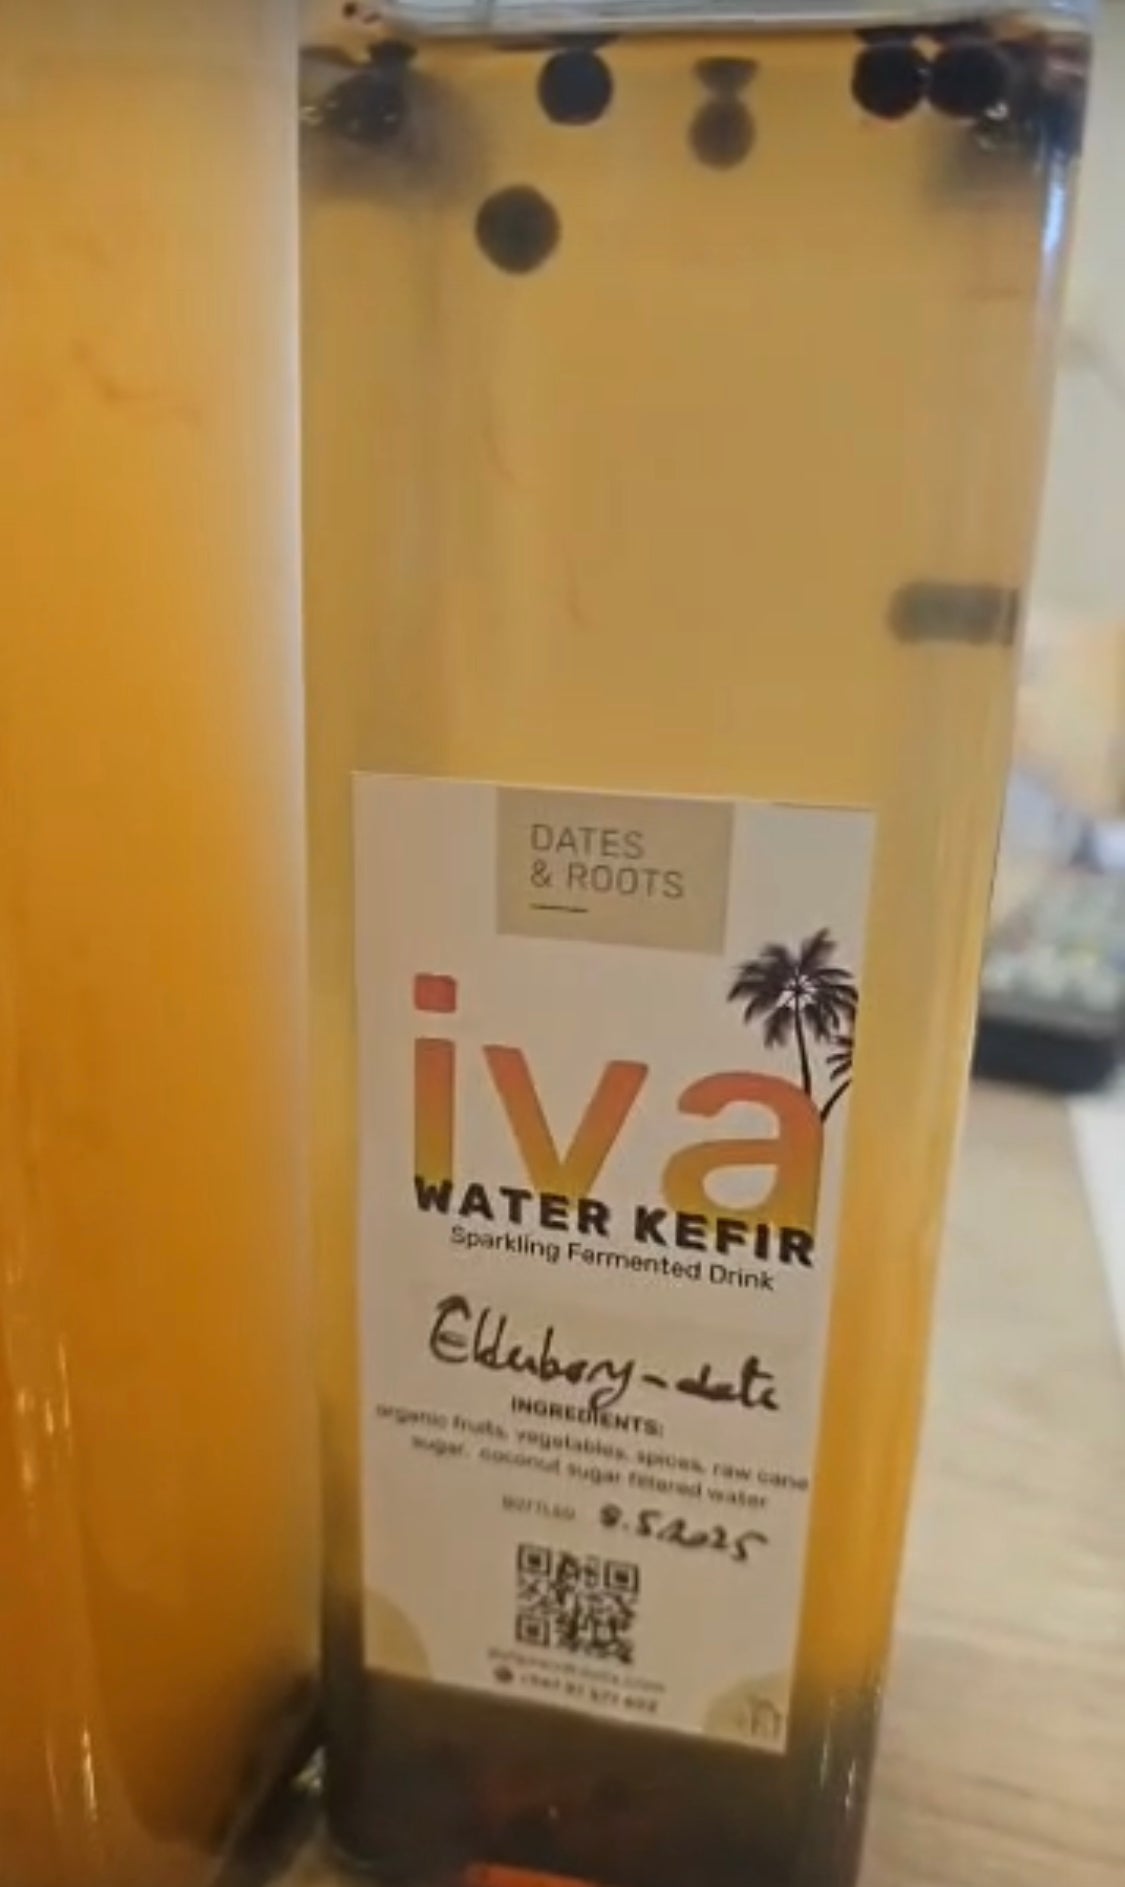 DATES
& ROOTS
iva
WATER KEFIR
Sparkling Fermented Drink
Elderberry-date
INGREDIENTS:
organic fruits, vegetables, spices, raw cane
sugar, coconut sugar filtered water
BOTTLED 8.5.2025